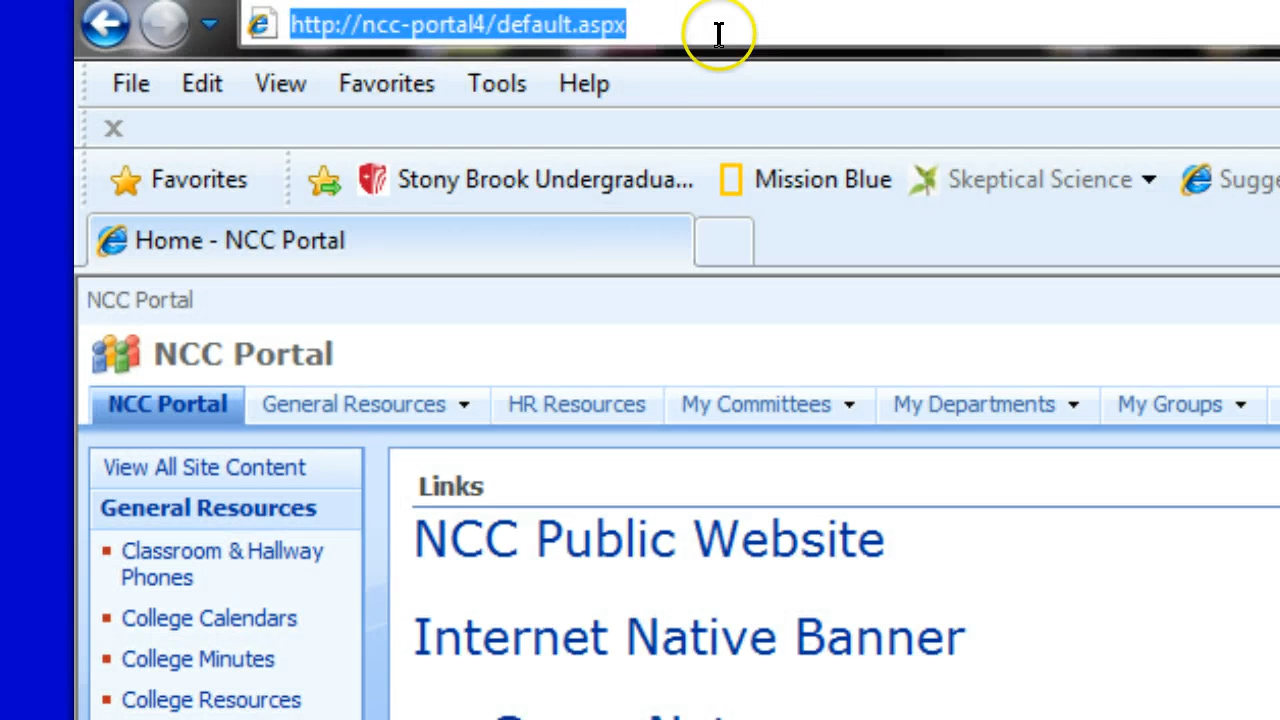 http://ncc-portal4/default.aspx
File Edit View Favorites Tools Help
x
Favorites Stony Brook Undergradua... Mission Blue Skeptical Science Sugge
Home - NCC Portal
NCC Portal
NCC Portal
NCC Portal General Resources HR Resources My Committees My Departments My Groups
View All Site Content
General Resources
Classroom & Hallway
Phones
College Calendars
College Minutes
College Resources
Links
NCC Public Website
Internet Native Banner